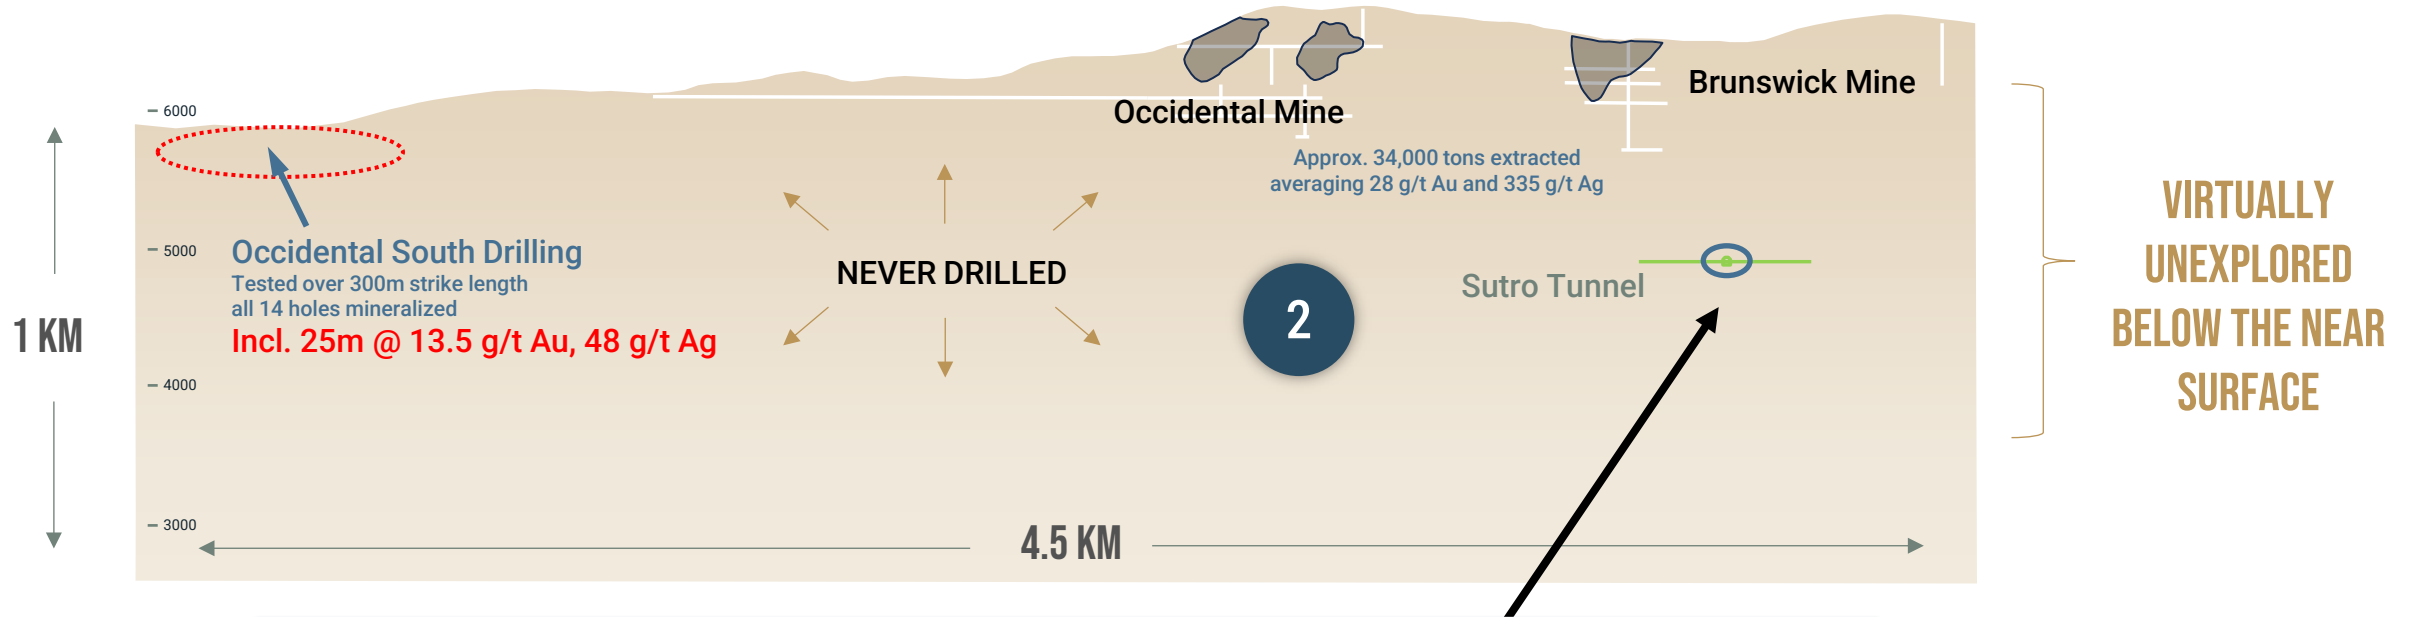 6000
5000
4000
3000
1 KM
4.5 KM
Occidental Mine
Brunswick Mine
Approx. 34,000 tons extracted
averaging 28 g/t Au and 335 g/t Ag
Occidental South Drilling
Tested over 300m strike length
all 14 holes mineralized
Incl. 25m @ 13.5 g/t Au, 48 g/t Ag
NEVER DRILLED
2
Sutro Tunnel
VIRTUALLY
UNEXPLORED
BELOW THE NEAR
SURFACE